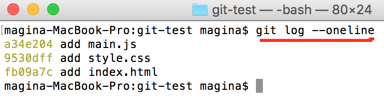 git-test — -bash — 80×24
magina-MacBook-Pro:git-test magina$ git log --oneline
a34e204 add main.js
9530dff add style.css
fb09a7c add index.html
magina-MacBook-Pro:git-test magina$